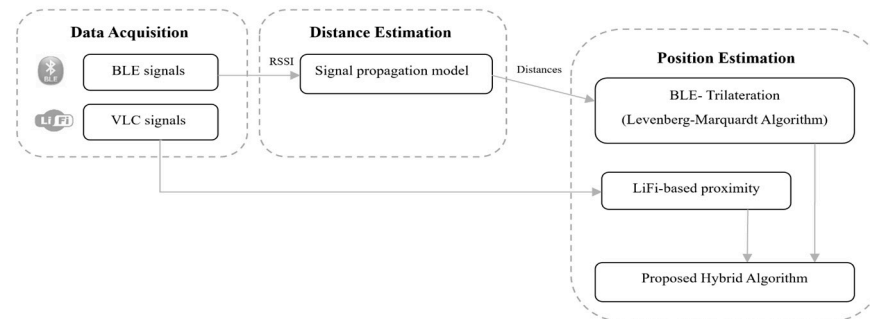 Data Acquisition
BLE signals
BLE
VLC signals
Li Fi
Distance Estimation
RSSI
Signal propagation model
Distances
Position Estimation
BLE- Trilateration
(Levenberg-Marquardt Algorithm)
LiFi-based proximity
Proposed Hybrid Algorithm